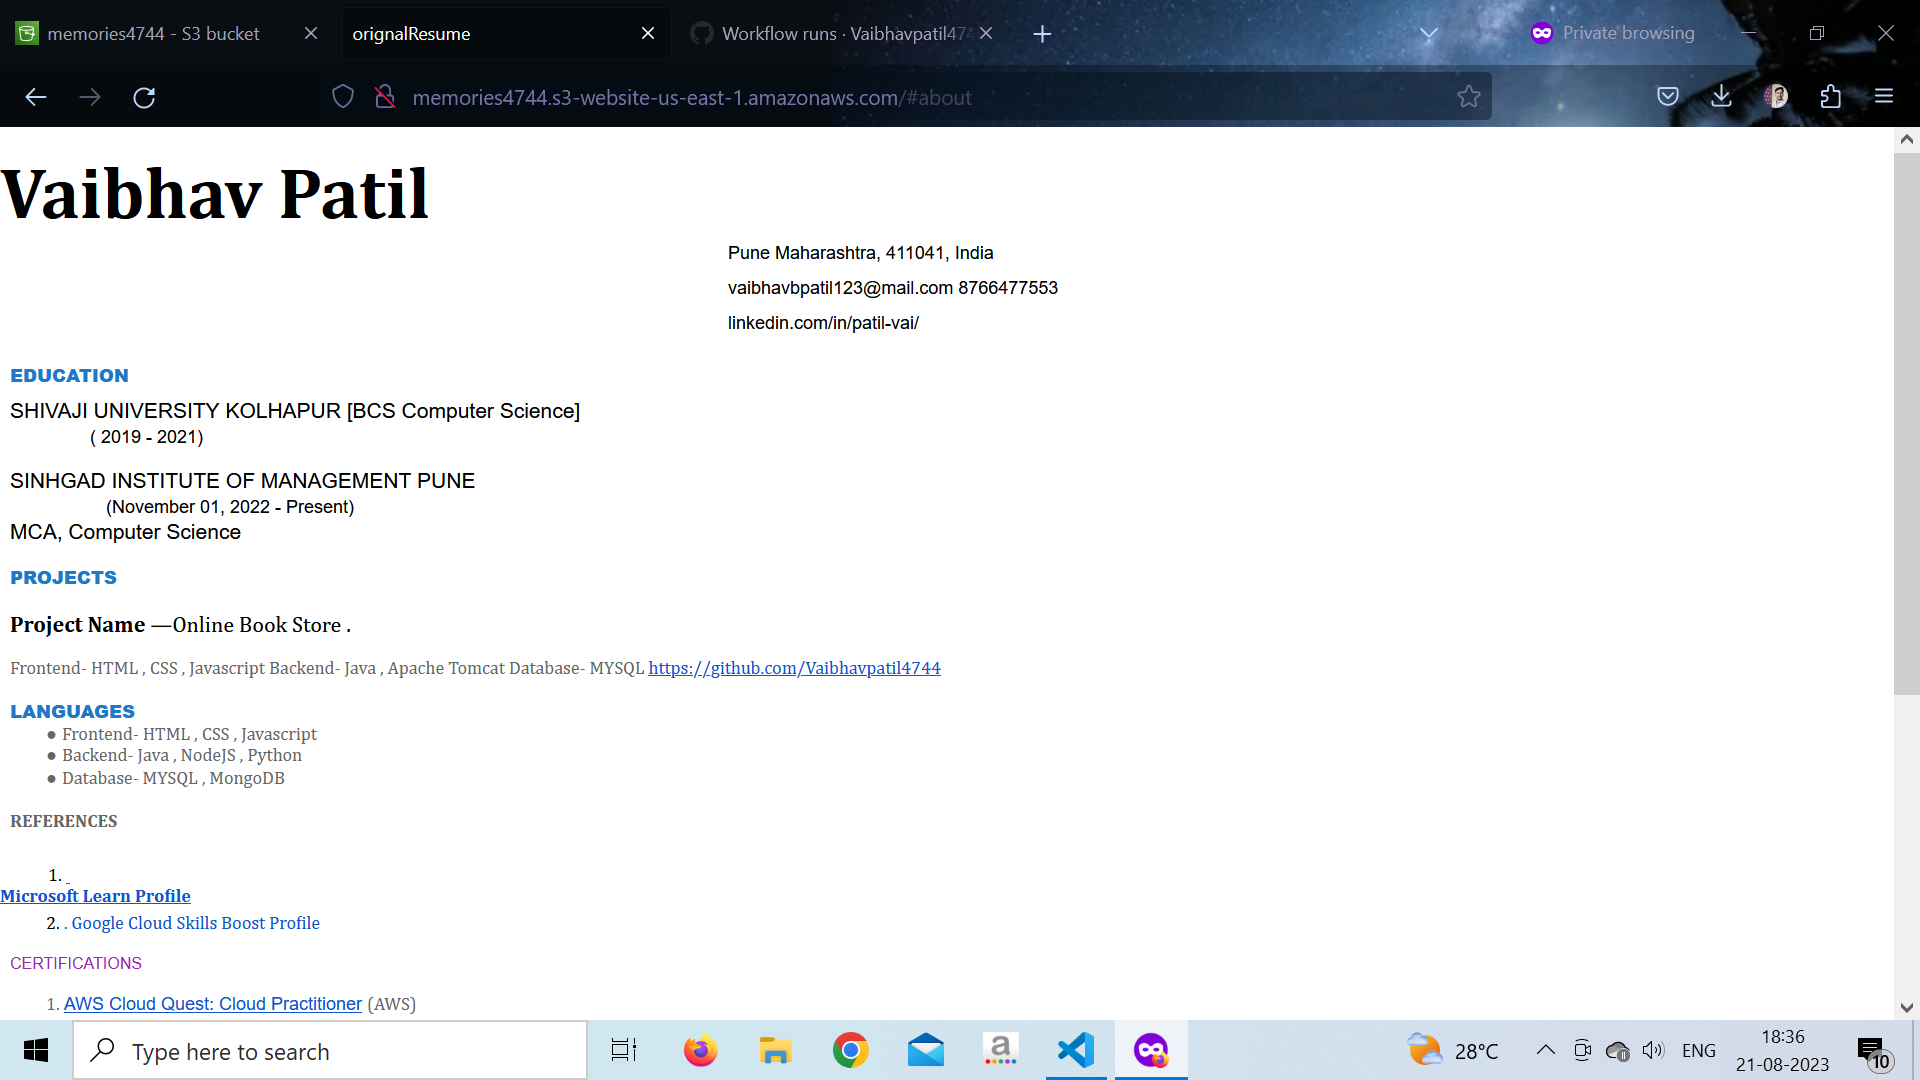 memories4744 - S3 bucket
orignalResume
Workflow runs · Vaibhavpatil474
Private browsing
memories4744.s3-website-us-east-1.amazonaws.com/#about
Vaibhav Patil
Pune Maharashtra, 411041, India
vaibhavbpatil123@mail.com 8766477553
linkedin.com/in/patil-vai/
EDUCATION
SHIVAJI UNIVERSITY KOLHAPUR [BCS Computer Science]
( 2019 - 2021)
SINHGAD INSTITUTE OF MANAGEMENT PUNE
(November 01, 2022 - Present)
MCA, Computer Science
PROJECTS
Project Name —Online Book Store .
Frontend- HTML , CSS , Javascript Backend- Java , Apache Tomcat Database- MYSQL https://github.com/Vaibhavpatil4744
LANGUAGES
● Frontend- HTML , CSS , Javascript
● Backend- Java , NodeJS , Python
● Database- MYSQL , MongoDB
REFERENCES
1.
Microsoft Learn Profile
2. . Google Cloud Skills Boost Profile
CERTIFICATIONS
1. AWS Cloud Quest: Cloud Practitioner (AWS)
Type here to search
a
28°C
ENG
18:36
21-08-2023
10